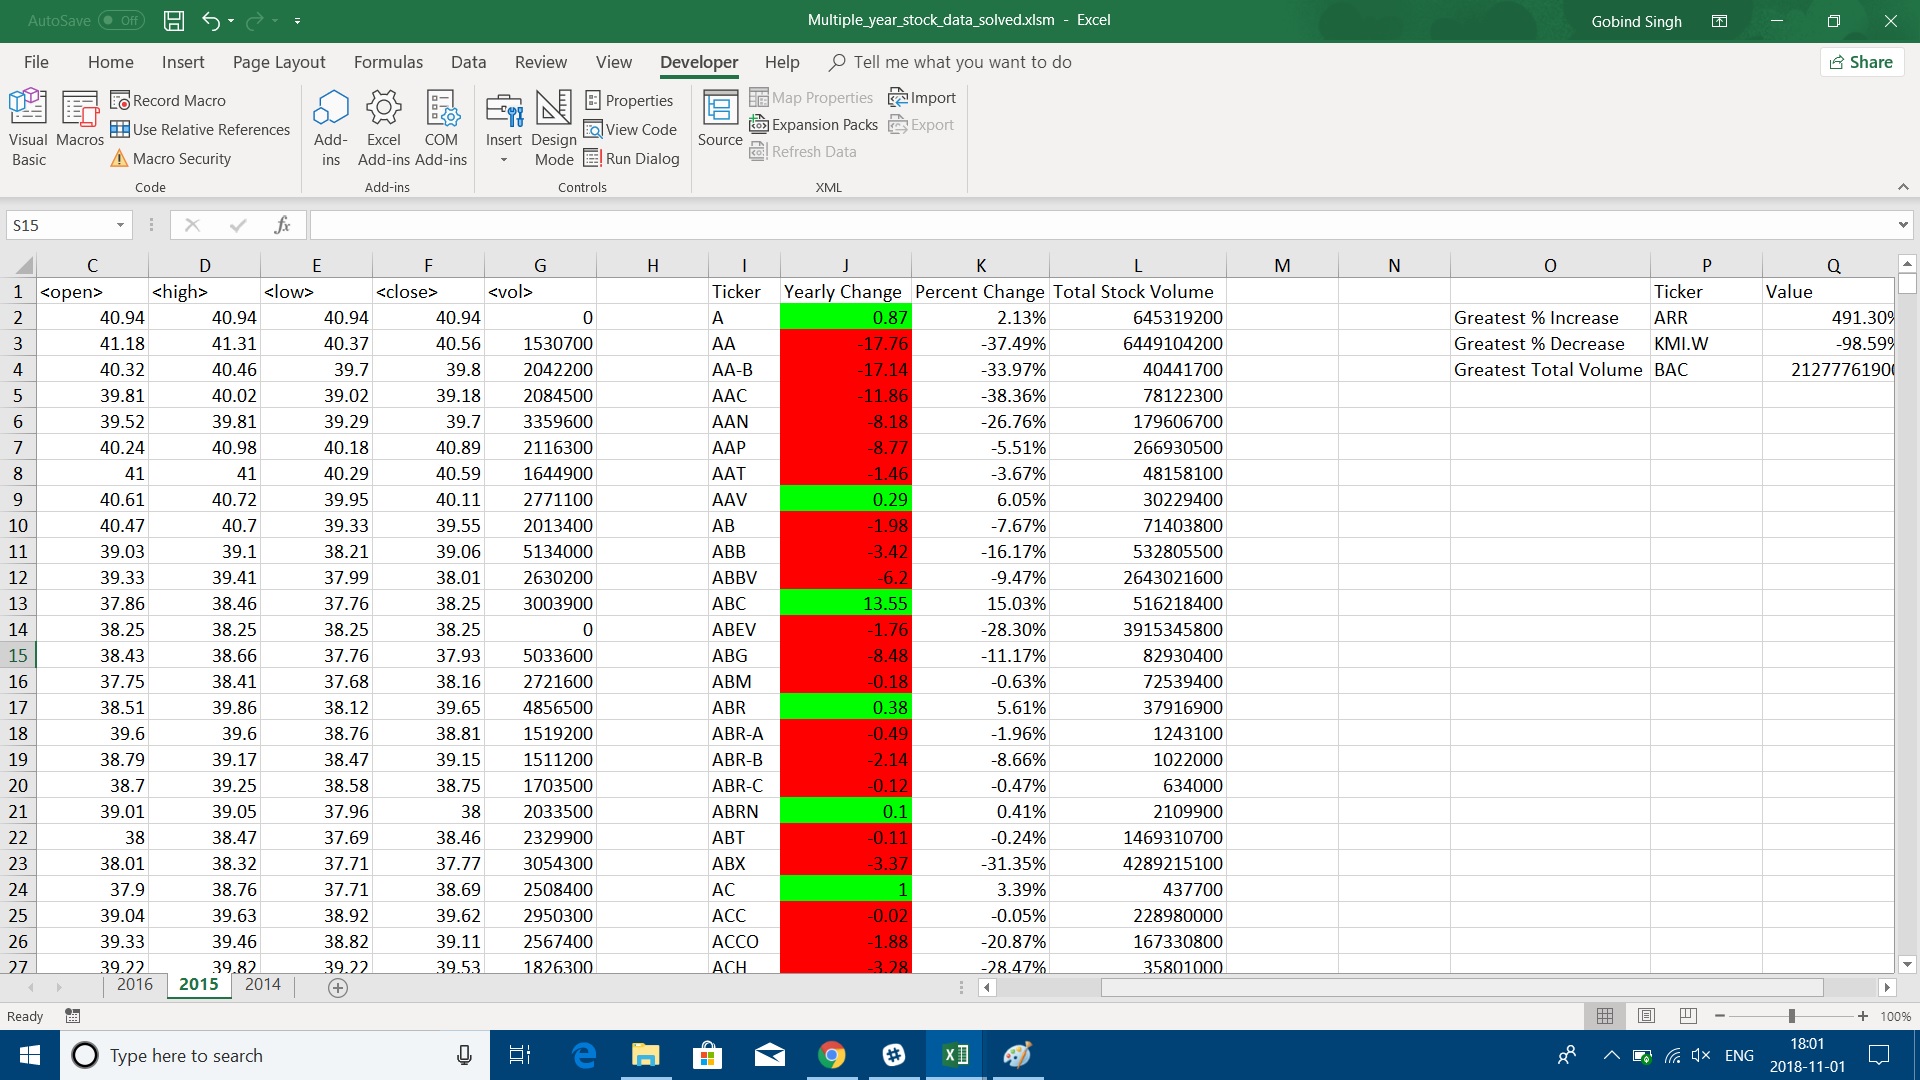 AutoSave Off Multiple_year_stock_data_solved.xlsm - Excel Gobind Singh
File Home Insert Page Layout Formulas Data Review View Developer Help Tell me what you want to do Share
Visual Basic
Macros
Record Macro
Use Relative References
Macro Security
Code
Add-ins
Excel Add-ins
COM Add-ins
Add-ins
Insert
Design Mode
Properties
View Code
Run Dialog
Controls
Source
Map Properties
Expansion Packs
Refresh Data
Import
Export
XML
S15 fx
C D E F G H I J K L M N O P Q
1 <open> <high> <low> <close> <vol> Ticker Yearly Change Percent Change Total Stock Volume Ticker Value
2 40.94 40.94 40.94 40.94 0 A 0.87 2.13% 645319200 Greatest % Increase ARR 491.30%
3 41.18 41.31 40.37 40.56 1530700 AA -17.76 -37.49% 6449104200 Greatest % Decrease KMI.W -98.59%
4 40.32 40.46 39.7 39.8 2042200 AA-B -17.14 -33.97% 40441700 Greatest Total Volume BAC 2127776190
5 39.81 40.02 39.02 39.18 2084500 AAC -11.86 -38.36% 78122300
6 39.52 39.81 39.29 39.7 3359600 AAN -8.18 -26.76% 179606700
7 40.24 40.98 40.18 40.89 2116300 AAP -8.77 -5.51% 266930500
8 41 41 40.29 40.59 1644900 AAT -1.46 -3.67% 48158100
9 40.61 40.72 39.95 40.11 2771100 AAV 0.29 6.05% 30229400
10 40.47 40.7 39.33 39.55 2013400 AB -1.98 -7.67% 71403800
11 39.03 39.1 38.21 39.06 5134000 ABB -3.42 -16.17% 532805500
12 39.33 39.41 37.99 38.01 2630200 ABBV -6.2 -9.47% 2643021600
13 37.86 38.46 37.76 38.25 3003900 ABC 13.55 15.03% 516218400
14 38.25 38.25 38.25 38.25 0 ABEV -1.76 -28.30% 3915345800
15 38.43 38.66 37.76 37.93 5033600 ABG -8.48 -11.17% 82930400
16 37.75 38.41 37.68 38.16 2721600 ABM -0.18 -0.63% 72539400
17 38.51 39.86 38.12 39.65 4856500 ABR 0.38 5.61% 37916900
18 39.6 39.6 38.76 38.81 1519200 ABR-A -0.49 -1.96% 1243100
19 38.79 39.17 38.47 39.15 1511200 ABR-B -2.14 -8.66% 1022000
20 38.7 39.25 38.58 38.75 1703500 ABR-C -0.12 -0.47% 634000
21 39.01 39.05 37.96 38 2033500 ABRN 0.1 0.41% 2109900
22 38 38.47 37.69 38.46 2329900 ABT -0.11 -0.24% 1469310700
23 38.01 38.32 37.71 37.77 3054300 ABX -3.37 -31.35% 4289215100
24 37.9 38.76 37.71 38.69 2508400 AC 1 3.39% 437700
25 39.04 39.63 38.92 39.62 2950300 ACC -0.02 -0.05% 228980000
26 39.33 39.46 38.82 39.11 2567400 ACCO -1.88 -20.87% 167330800
27 39.22 39.82 39.22 39.53 1826300 ACH -3.28 -28.47% 35801000
2016 2015 2014
Ready 100%
Type here to search ENG 18:01
2018-11-01